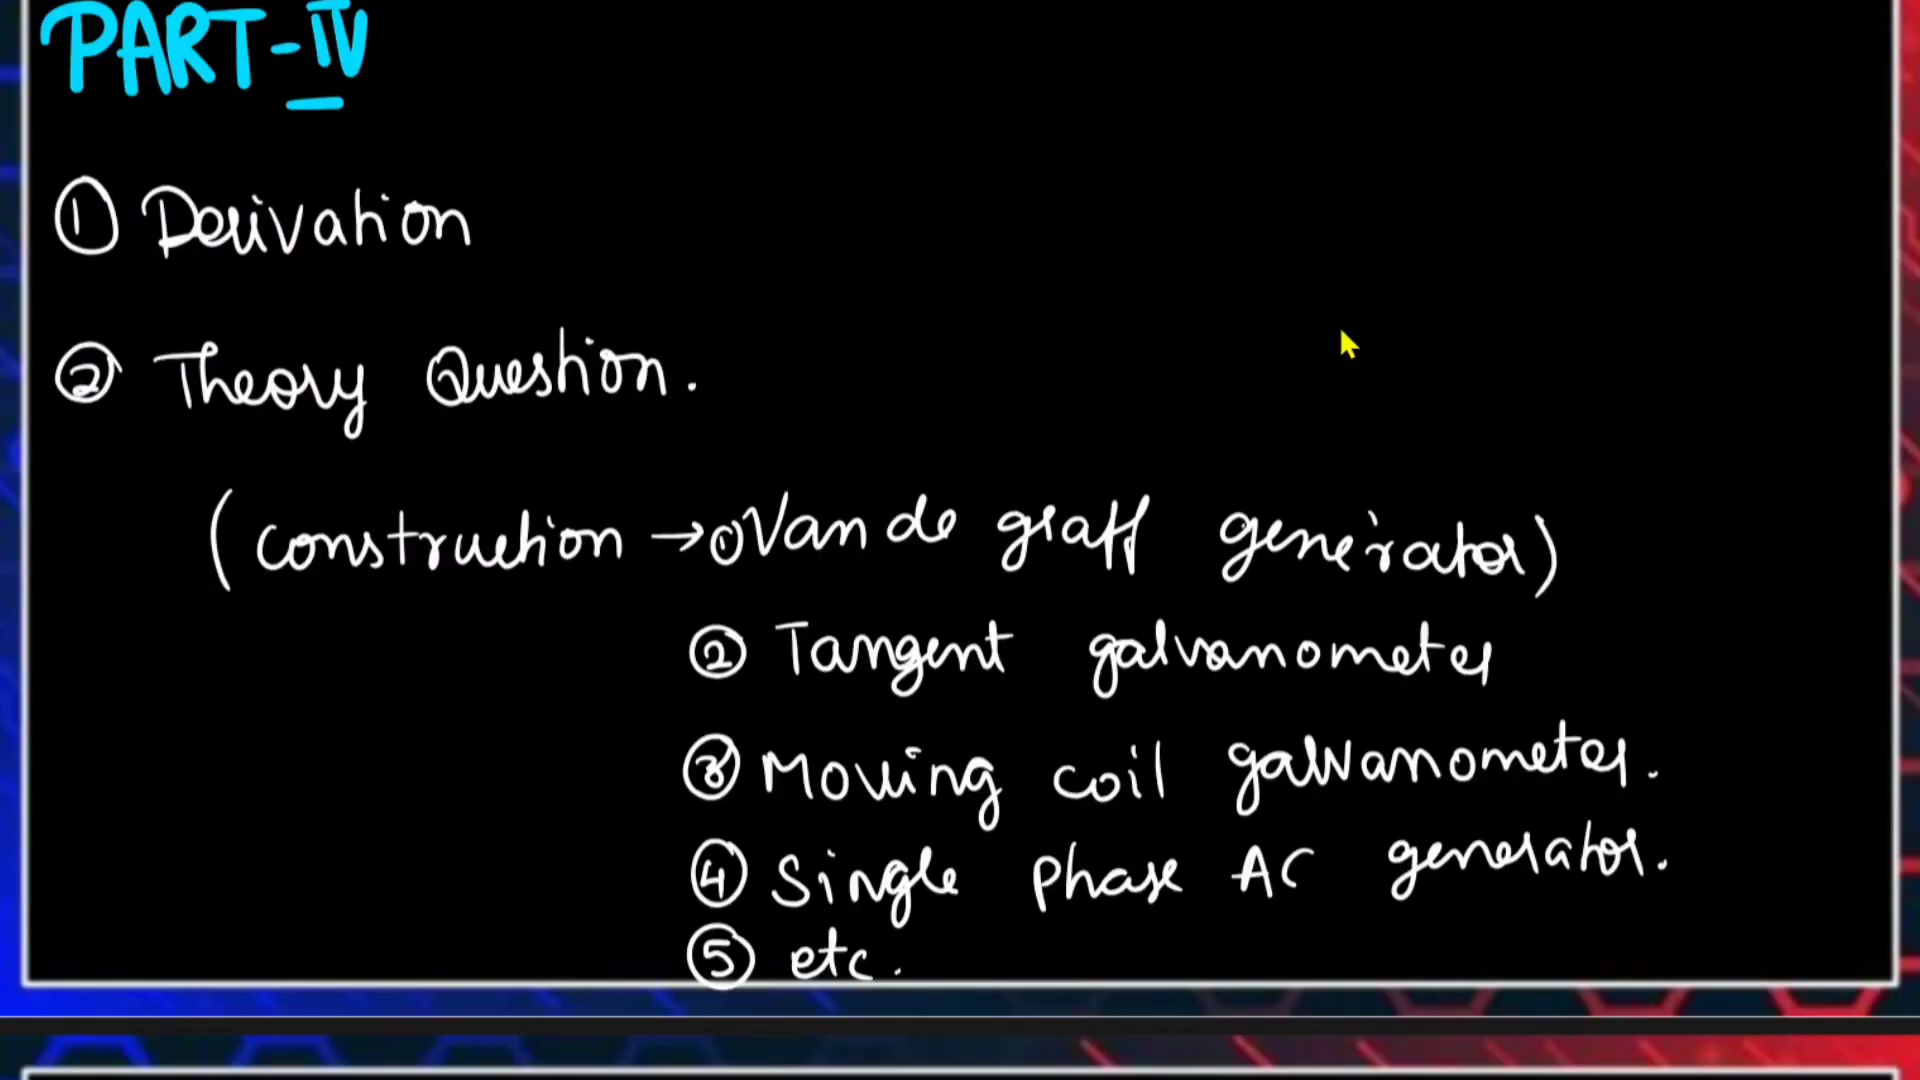 PART-IV
① Derivation
② Theory Question.
(construction →① Van de graff generator)
② Tangent galvanometer
③ Moving coil galvanometer.
④ Single phase AC generator.
⑤ etc.